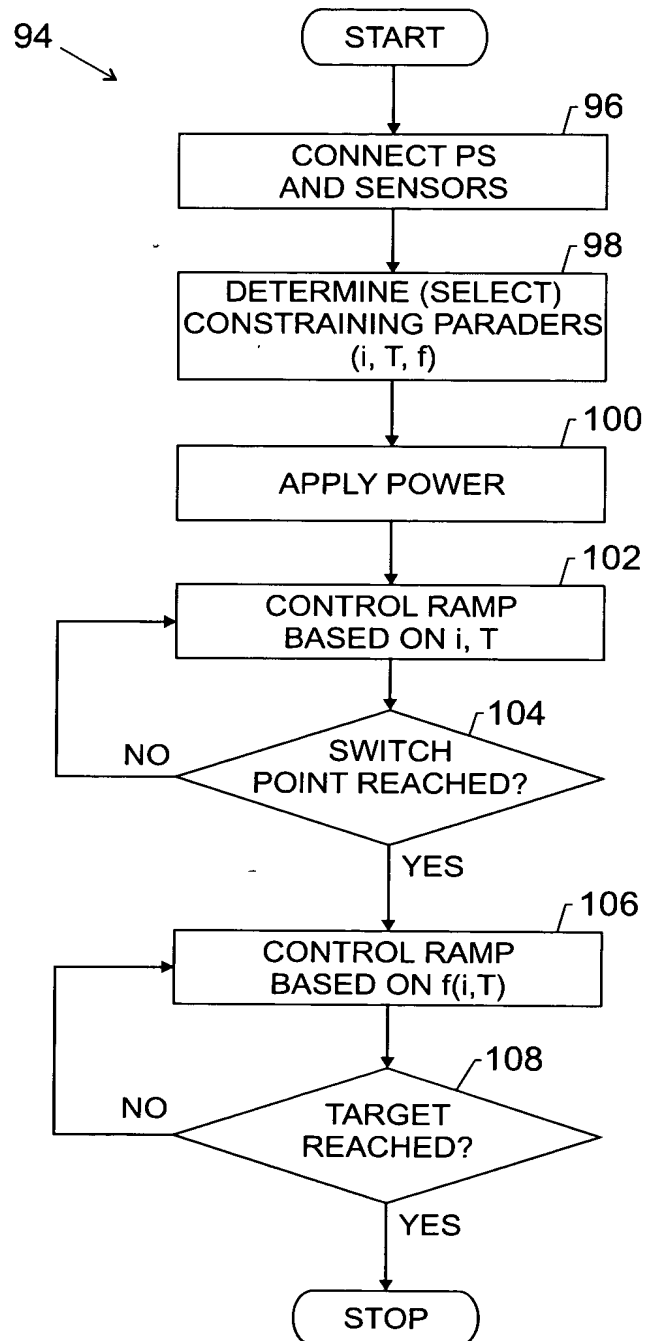 94
START
96
CONNECT PS
AND SENSORS
98
DETERMINE (SELECT)
CONSTRAINING PARADERS
(i, T, f)
100
APPLY POWER
102
CONTROL RAMP
BASED ON i, T
104
SWITCH
POINT REACHED?
NO
YES
106
CONTROL RAMP
BASED ON f(i,T)
108
TARGET
REACHED?
NO
YES
STOP